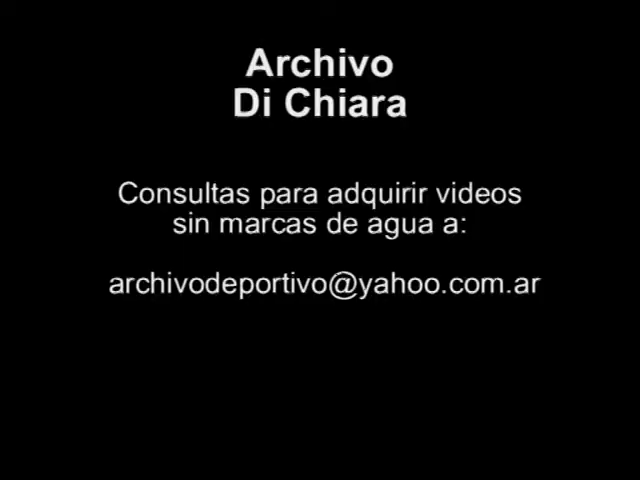 Archivo
Di Chiara
Consultas para adquirir videos
sin marcas de agua a:
archivodeportivo@yahoo.com.ar